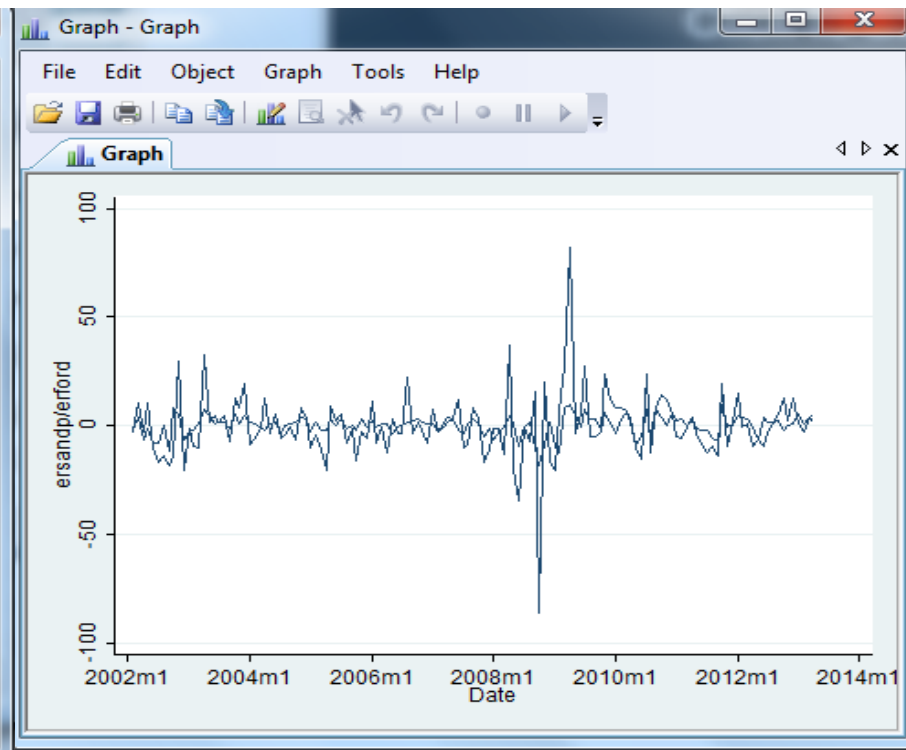 Graph - Graph
File Edit Object Graph Tools Help
Graph
100
50
0
-50
-100
ersandp/erford
2002m1 2004m1 2006m1 2008m1 2010m1 2012m1 2014m1
Date